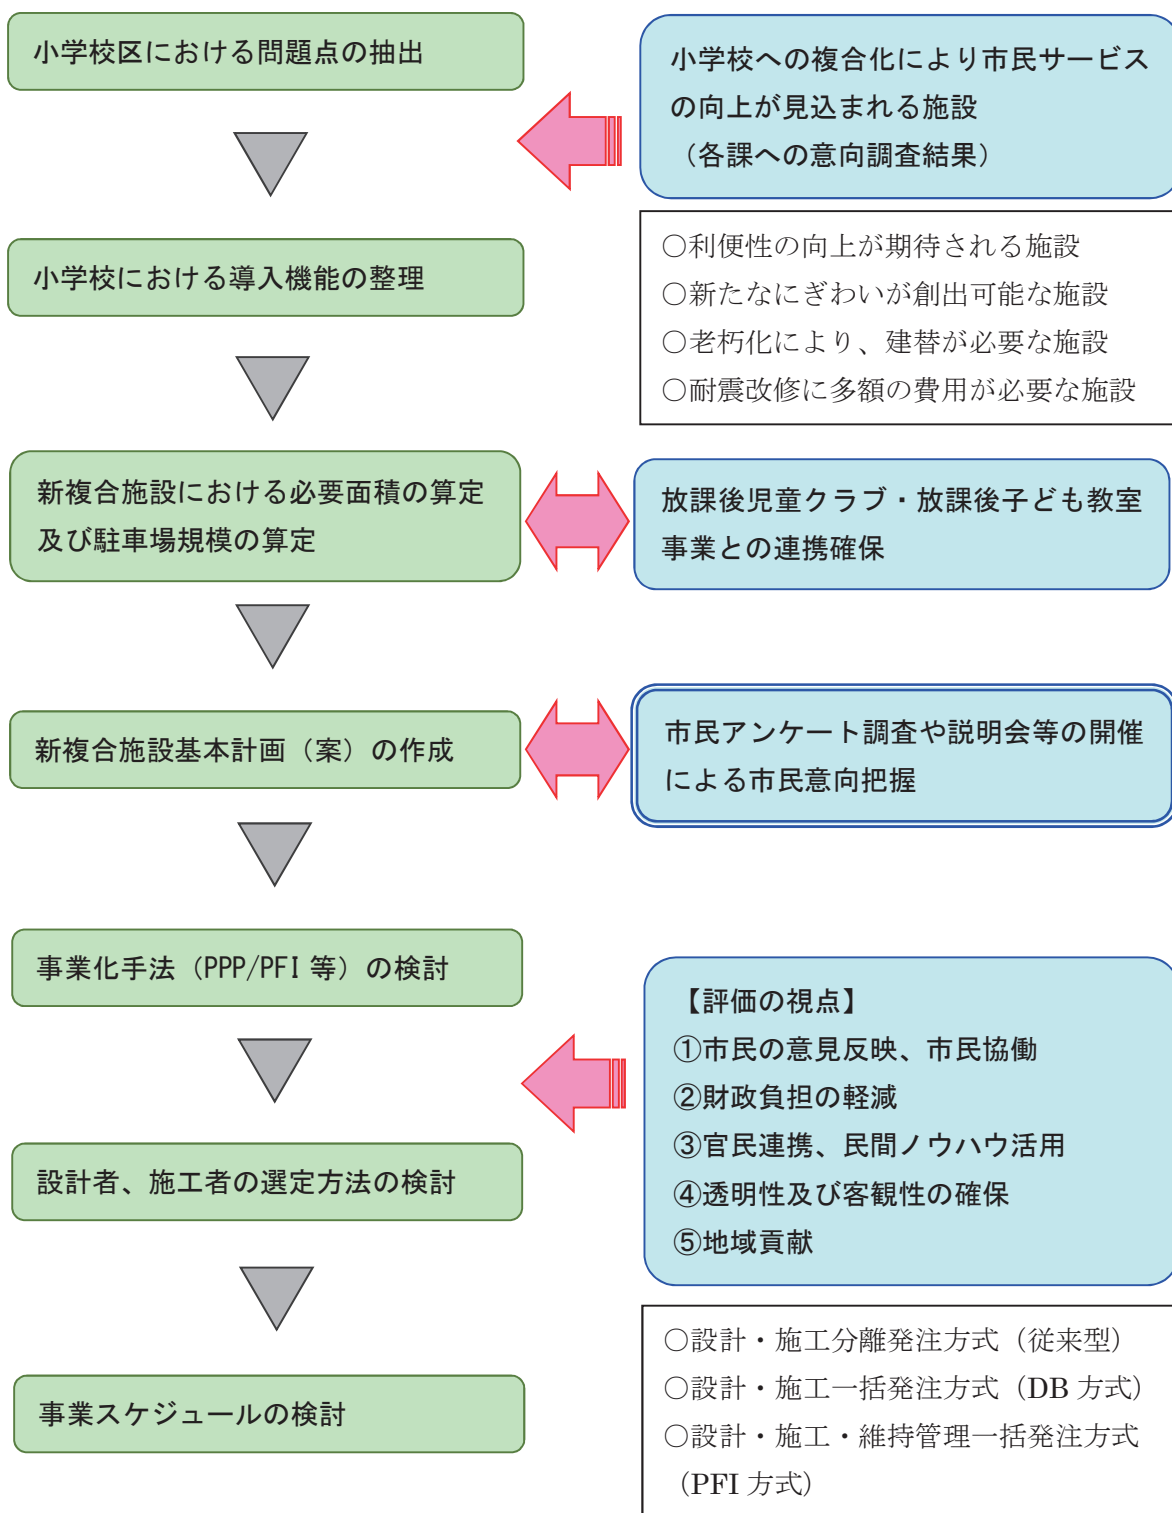 小学校区における問題点の抽出
小学校への複合化により市民サービス
の向上が見込まれる施設
（各課への意向調査結果）
小学校における導入機能の整理
○利便性の向上が期待される施設
○新たなにぎわいが創出可能な施設
○老朽化により、建替が必要な施設
○耐震改修に多額の費用が必要な施設
新複合施設における必要面積の算定
及び駐車場規模の算定
放課後児童クラブ・放課後子ども教室
事業との連携確保
新複合施設基本計画（案）の作成
市民アンケート調査や説明会等の開催
による市民意向把握
事業化手法（PPP/PFI 等）の検討
【評価の視点】
①市民の意見反映、市民協働
②財政負担の軽減
③官民連携、民間ノウハウ活用
④透明性及び客観性の確保
⑤地域貢献
設計者、施工者の選定方法の検討
○設計・施工分離発注方式（従来型）
○設計・施工一括発注方式（DB 方式）
○設計・施工・維持管理一括発注方式
（PFI 方式）
事業スケジュールの検討